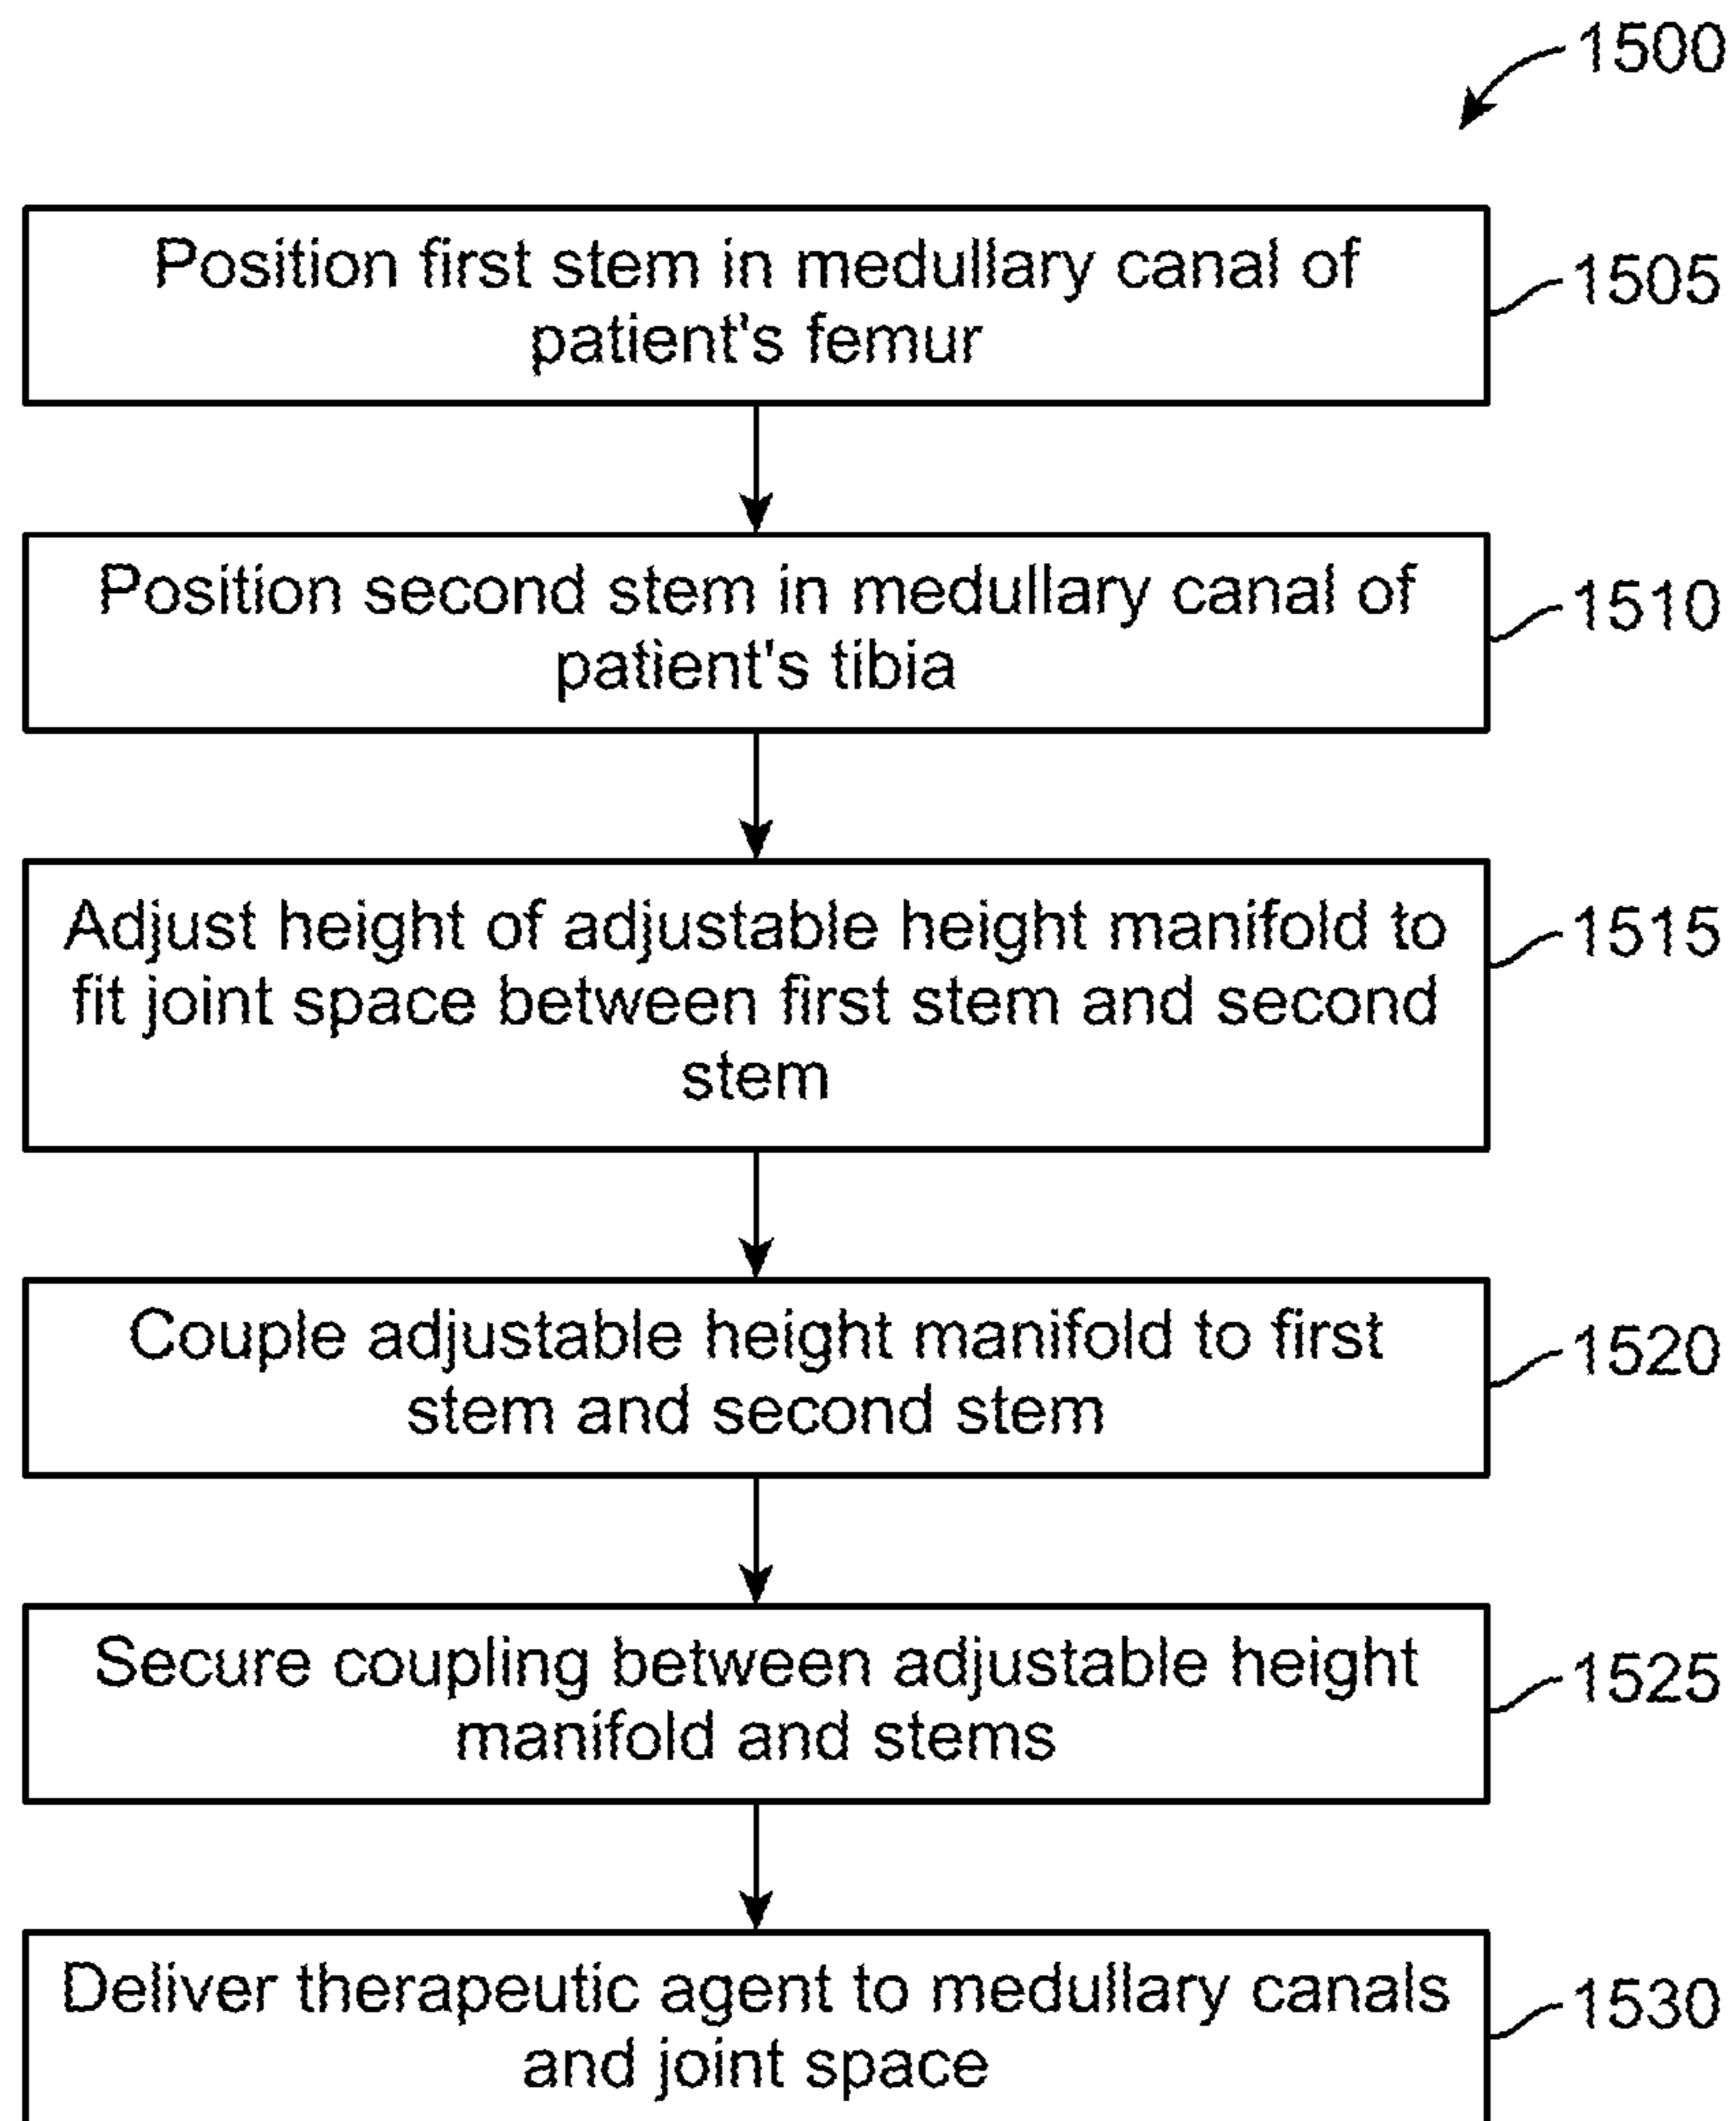 1500
Position first stem in medullary canal of
patient's femur
1505
Position second stem in medullary canal of
patient's tibia
1510
Adjust height of adjustable height manifold to
fit joint space between first stem and second
stem
1515
Couple adjustable height manifold to first
stem and second stem
1520
Secure coupling between adjustable height
manifold and stems
1525
Deliver therapeutic agent to medullary canals
and joint space
1530